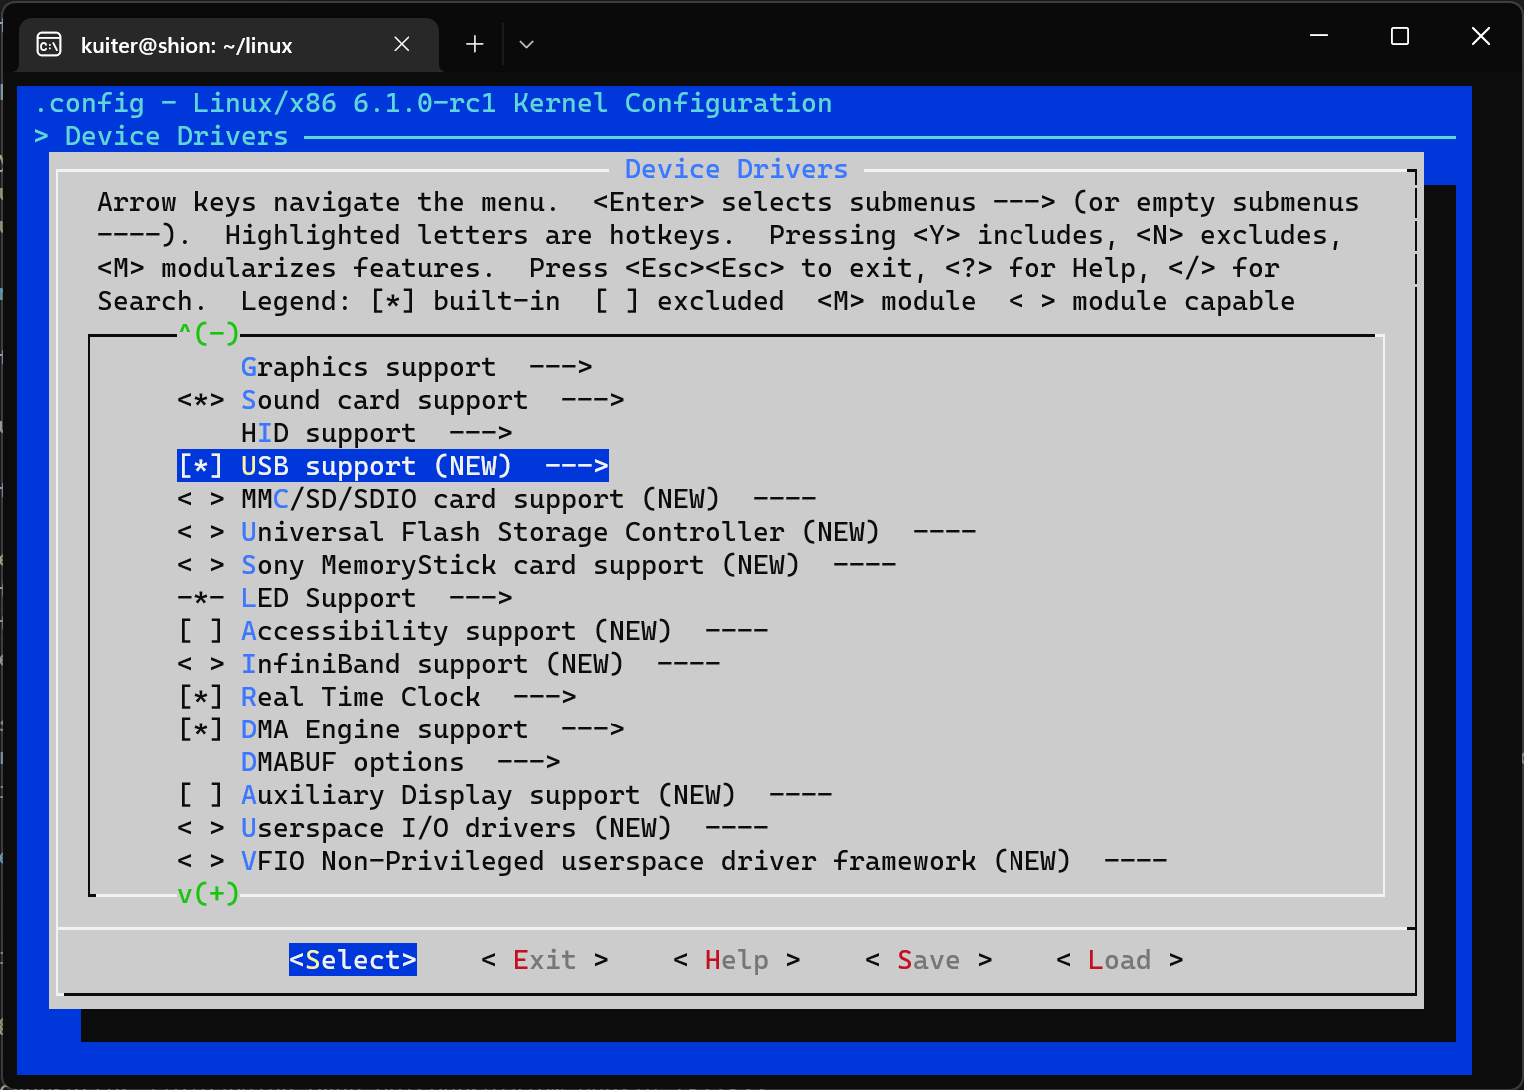 kuiter@shion: ~/linux
.config - Linux/x86 6.1.0-rc1 Kernel Configuration
> Device Drivers
Device Drivers
Arrow keys navigate the menu.  <Enter> selects submenus ---> (or empty submenus
----).  Highlighted letters are hotkeys.  Pressing <Y> includes, <N> excludes,
<M> modularizes features.  Press <Esc><Esc> to exit, <?> for Help, </> for
Search.  Legend: [*] built-in  [ ] excluded  <M> module  < > module capable
^(-)
Graphics support  --->
<*> Sound card support  --->
HID support  --->
[*] USB support (NEW)  --->
< > MMC/SD/SDIO card support (NEW)  ----
< > Universal Flash Storage Controller (NEW)  ----
< > Sony MemoryStick card support (NEW)  ----
-*- LED Support  --->
[ ] Accessibility support (NEW)  ----
< > InfiniBand support (NEW)  ----
[*] Real Time Clock  --->
[*] DMA Engine support  --->
DMABUF options  --->
[ ] Auxiliary Display support (NEW)  ----
< > Userspace I/O drivers (NEW)  ----
< > VFIO Non-Privileged userspace driver framework (NEW)  ----
v(+)
<Select>    < Exit >    < Help >    < Save >    < Load >